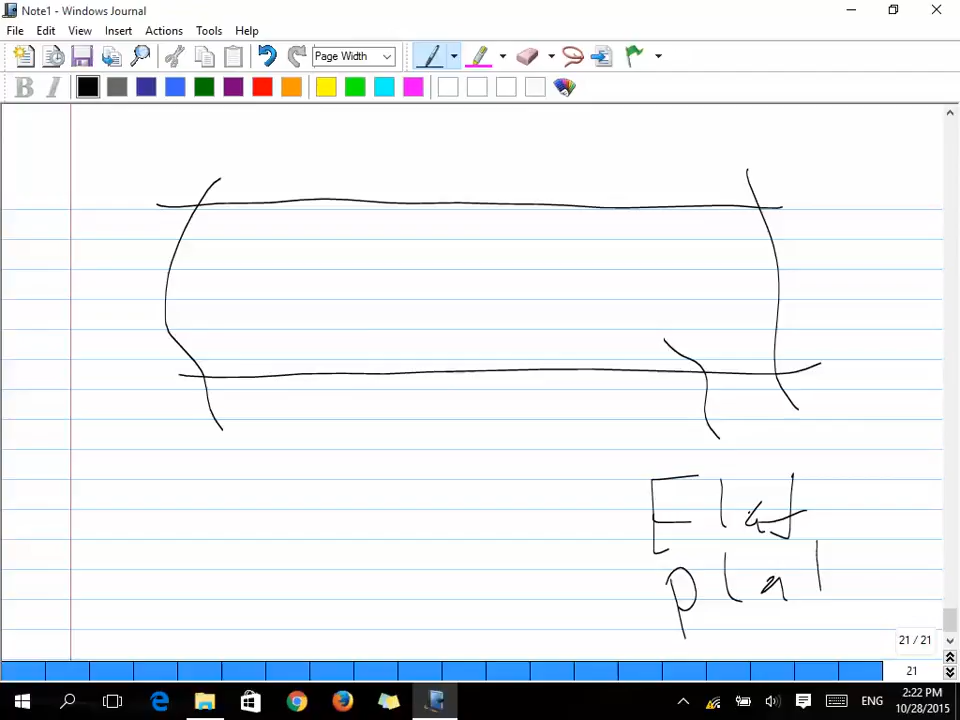 Note1 - Windows Journal
File Edit View Insert Actions Tools Help
Page Width
B I
Flat
plat
21 / 21
21
ENG
2:22 PM
10/28/2015